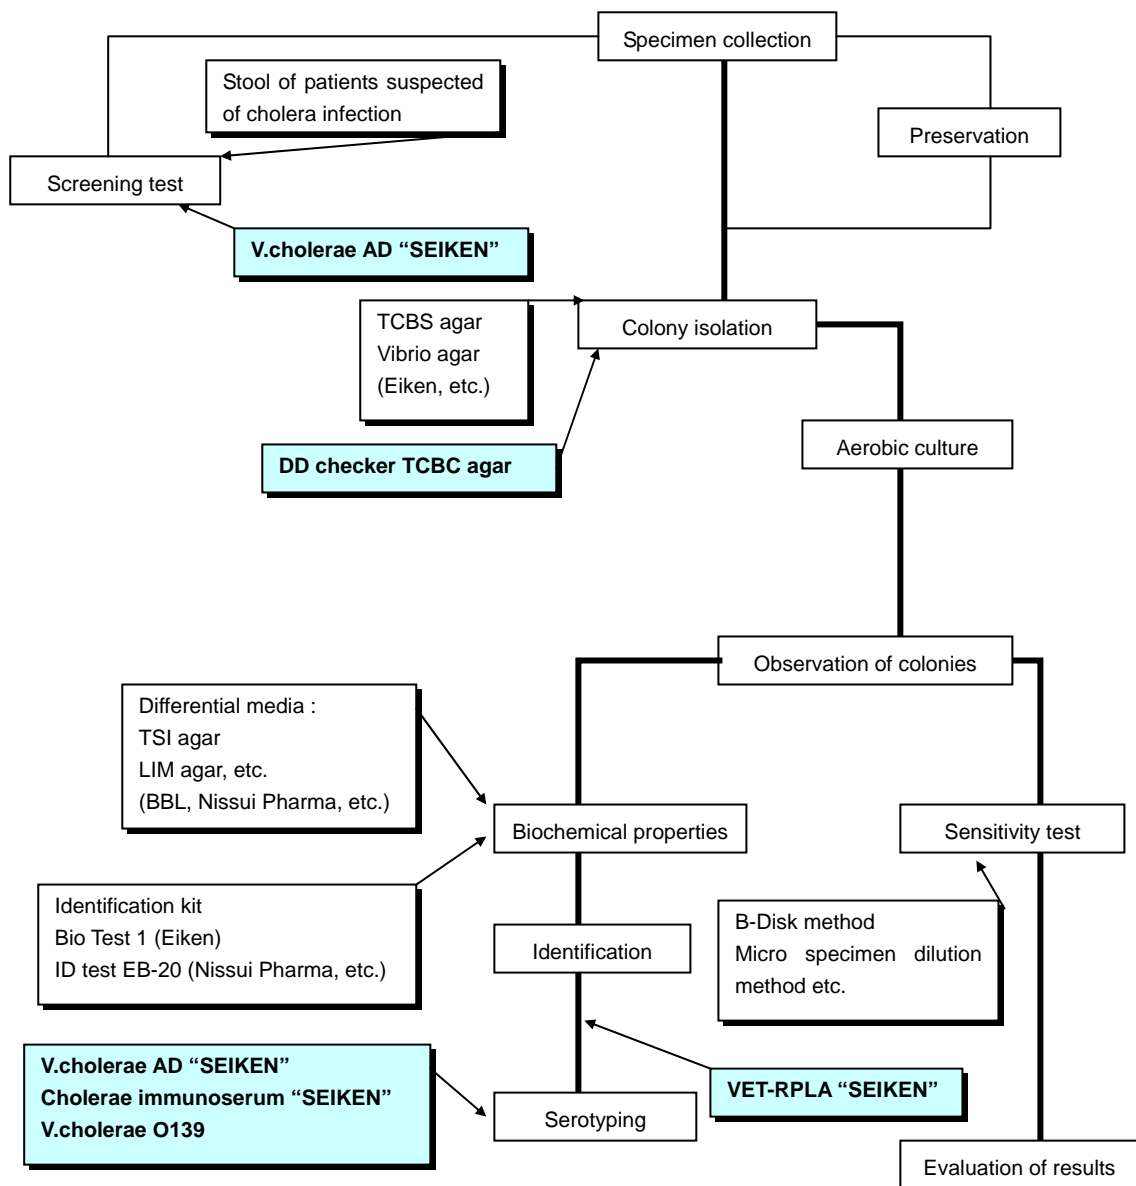 Specimen collection
Stool of patients suspected
of cholera infection
Preservation
Screening test
V.cholerae AD “SEIKEN”
TCBS agar
Vibrio agar
(Eiken, etc.)
Colony isolation
DD checker TCBC agar
Aerobic culture
Observation of colonies
Differential media :
TSI agar
LIM agar, etc.
(BBL, Nissui Pharma, etc.)
Biochemical properties
Sensitivity test
Identification kit
Bio Test 1 (Eiken)
ID test EB-20 (Nissui Pharma, etc.)
Identification
B-Disk method
Micro specimen dilution
method etc.
V.cholerae AD “SEIKEN”
Cholerae immunoserum “SEIKEN”
V.cholerae O139
VET-RPLA “SEIKEN”
Serotyping
Evaluation of results